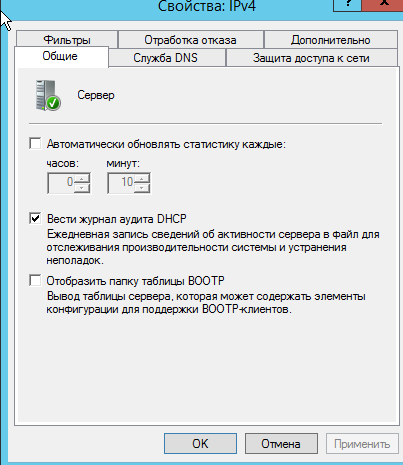 Свойства: IPv4
?
x
Фильтры
Отработка отказа
Дополнительно
Общие
Служба DNS
Защита доступа к сети
Сервер
Автоматически обновлять статистику каждые:
часов:
минут:
0
10
Вести журнал аудита DHCP
Ежедневная запись сведений об активности сервера в файл для
отслеживания производительности системы и устранения
неполадок.
Отобразить папку таблицы BOOTP
Вывод таблицы сервера, которая может содержать элементы
конфигурации для поддержки BOOTP-клиентов.
OK
Отмена
Применить